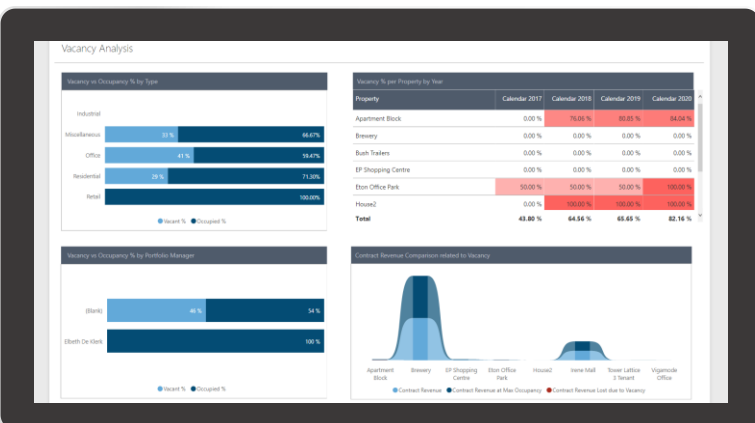 Vacancy Analysis
Vacancy vs Occupancy % by Type
Industrial
Miscellaneous 33 % 66.67%
Office 41 % 59.47%
Residential 29 % 71.30%
Retail 100.00%
Vacant % Occupied %
Vacancy % per Property by Year
Property Calendar 2017 Calendar 2018 Calendar 2019 Calendar 2020
Apartment Block 0.00 % 76.06 % 80.85 % 84.04 %
Brewery 0.00 % 0.00 % 0.00 % 0.00 %
Bush Trailers 0.00 % 0.00 % 0.00 % 0.00 %
EP Shopping Centre 0.00 % 0.00 % 0.00 % 0.00 %
Eton Office Park 50.00 % 50.00 % 50.00 % 100.00 %
House2 0.00 % 100.00 % 100.00 % 100.00 %
Total 43.80 % 64.56 % 65.65 % 82.16 %
Vacancy vs Occupancy % by Portfolio Manager
(Blank) 46 % 54 %
Elbeth De Klerk 100 %
Vacant % Occupied %
Contract Revenue Comparison related to Vacancy
Apartment Brewery EP Shopping Eton Office House2 Irene Mall Tower Lattice Vigamode
Block Centre Park 3 Tenant Office
Contract Revenue Contract Revenue at Max Occupancy Contract Revenue Lost due to Vacancy